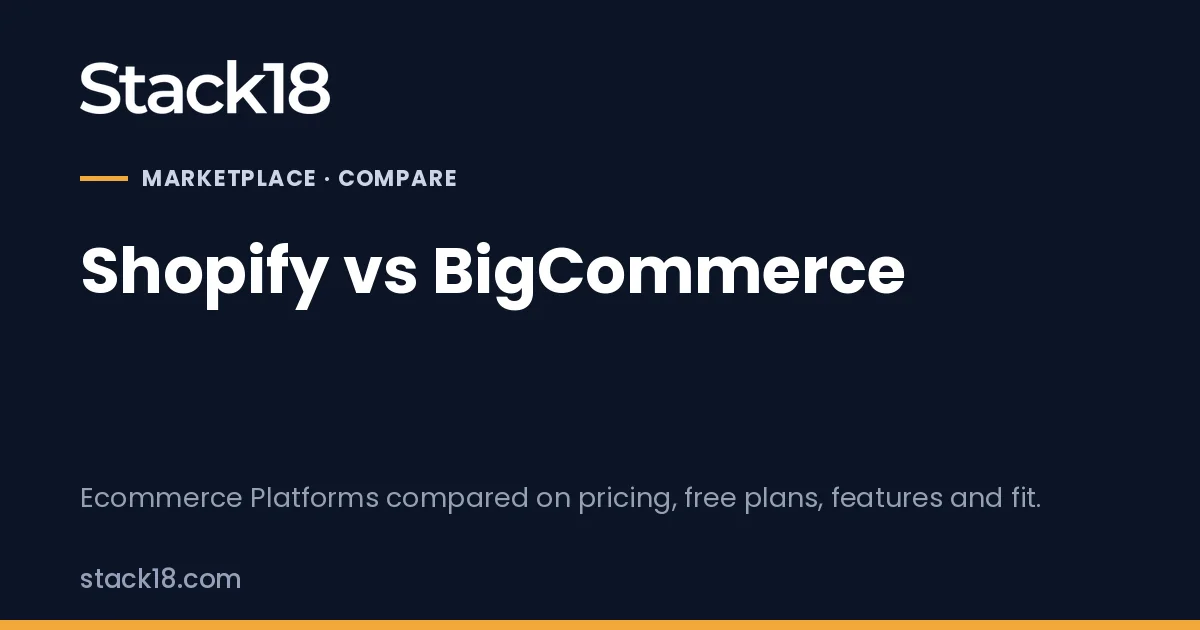 Stack18
MARKETPLACE · COMPARE
Shopify vs BigCommerce
Ecommerce Platforms compared on pricing, free plans, features and fit.
stack18.com